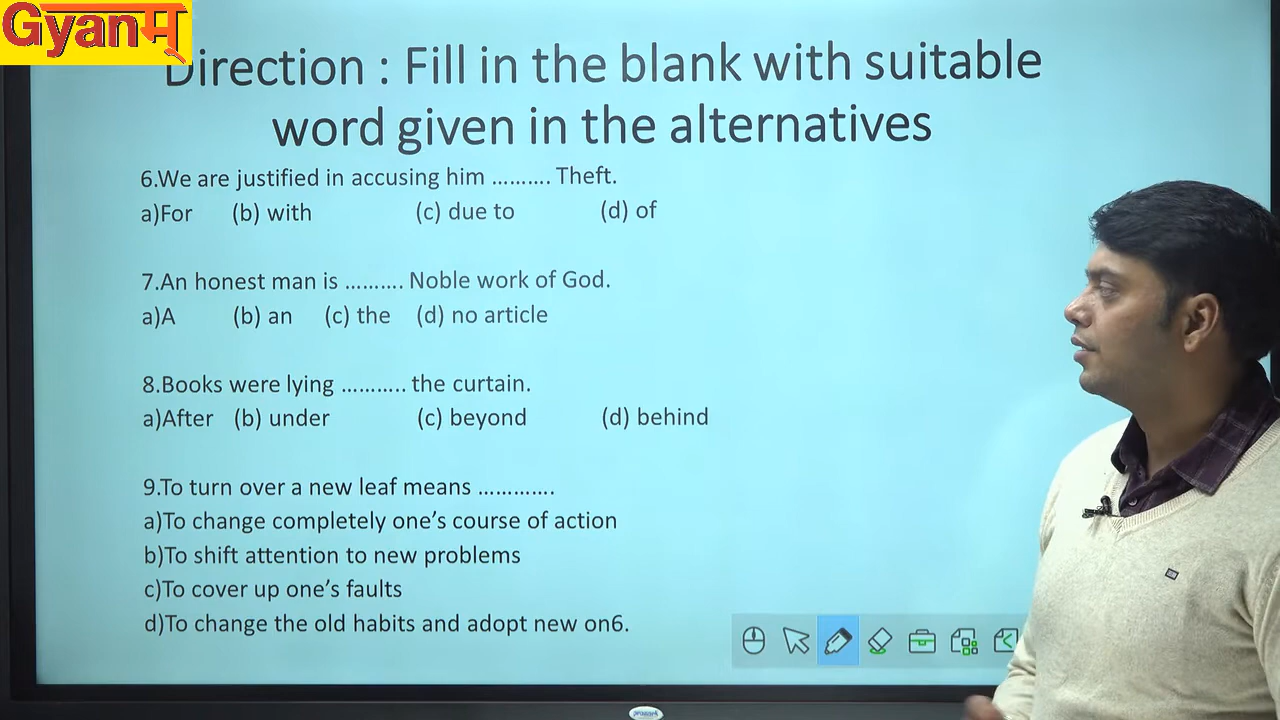 Gyanम्
Direction : Fill in the blank with suitable
word given in the alternatives
6.We are justified in accusing him .......... Theft.
a)For (b) with (c) due to (d) of
7.An honest man is .......... Noble work of God.
a)A (b) an (c) the (d) no article
8.Books were lying ........... the curtain.
a)After (b) under (c) beyond (d) behind
9.To turn over a new leaf means .............
a)To change completely one’s course of action
b)To shift attention to new problems
c)To cover up one’s faults
d)To change the old habits and adopt new on6.